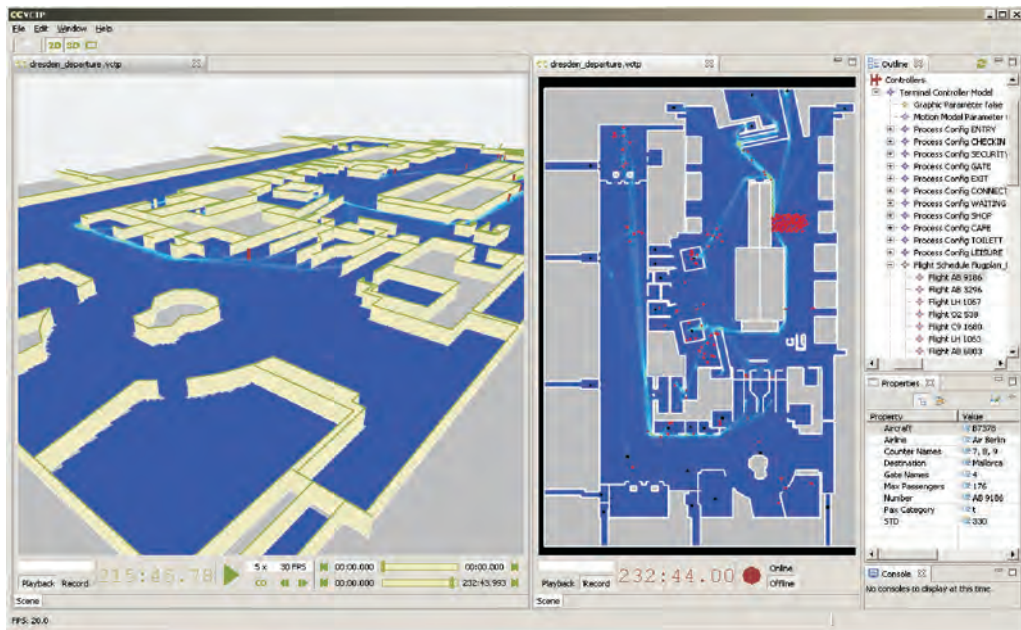 CCVCTP
File Edit Window Help
2D 3D
dresden_departure.vctp
Playback Record 215:46.78
5 x 30 FPS 00:00.000 00:00.000
00:00.000 232:43.993
Scene
FPS: 20.0
dresden_departure.vctp
Playback Record 232:44.00 Online
Offline
Scene
Outline
Controllers
Terminal Controller Model
Graphic Parameter false
Motion Model Parameter
Process Config ENTRY
Process Config CHECKIN
Process Config SECURITY
Process Config GATE
Process Config EXIT
Process Config CONNECT
Process Config WAITING
Process Config SHOP
Process Config CAFE
Process Config TOILETT
Process Config LEISURE
Flight Schedule flugplan_
Flight AB 9186
Flight AB 3296
Flight LH 1067
Flight O2 538
Flight C9 1680
Flight LH 1063
Flight AB 6803
Properties
Property Value
Aircraft B737B
Airline Air Berlin
Counter Names 7, 8, 9
Destination Mallorca
Gate Names 4
Max Passengers 176
Number AB 9186
Pax Category t
STD 330
Console
No consoles to display at this time.